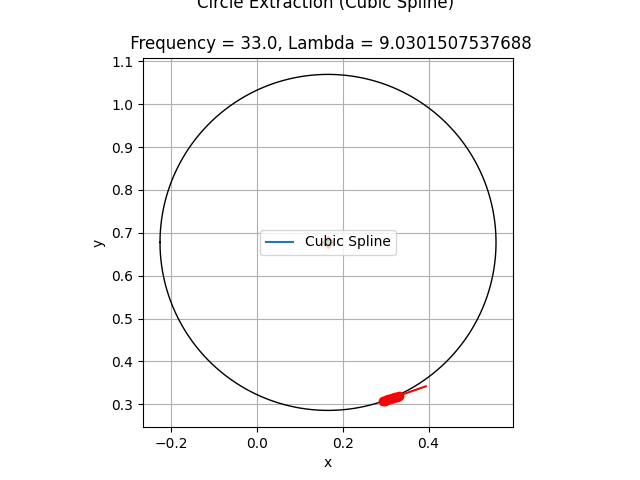 Circle Extraction (Cubic Spline)
Frequency = 33.0, Lambda = 9.0301507537688
1.1
1.0
0.9
0.8
0.7
0.6
0.5
0.4
0.3
y
Cubic Spline
−0.2
0.0
0.2
0.4
x